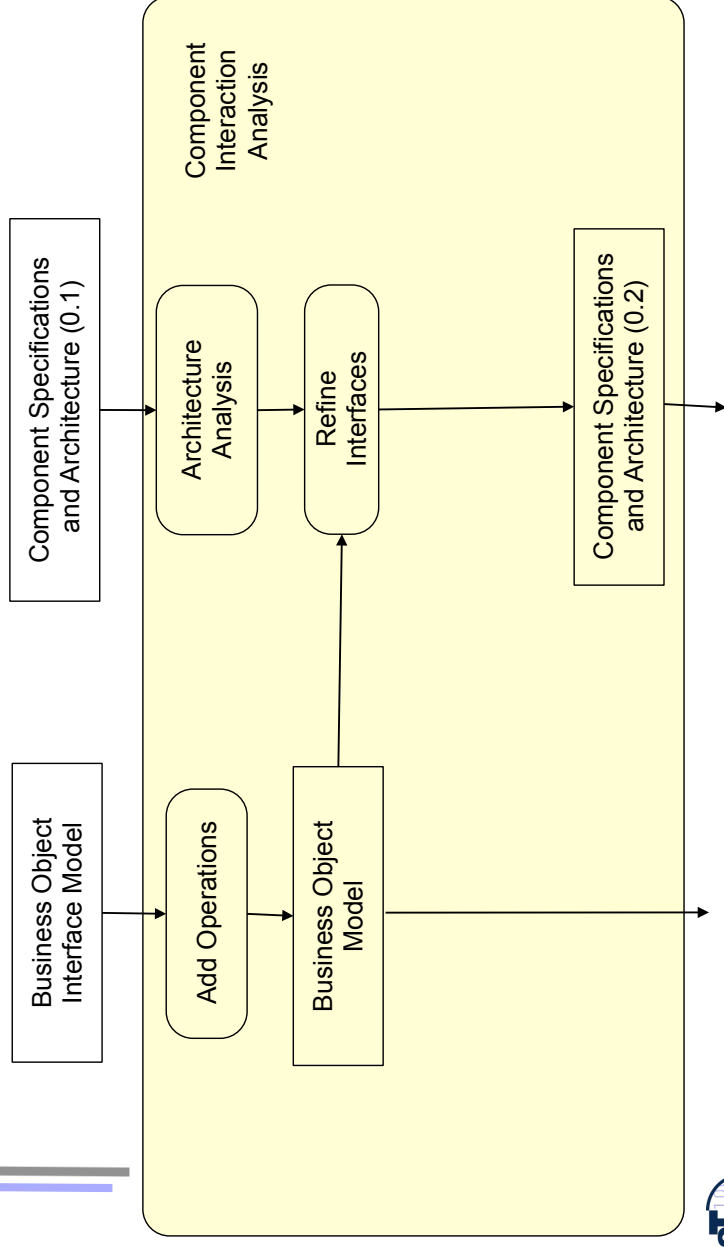 Business Object
Interface Model
Component Specifications
and Architecture (0.1)
Add Operations
Architecture
Analysis
Component
Interaction
Analysis
Business Object
Model
Refine
Interfaces
Component Specifications
and Architecture (0.2)